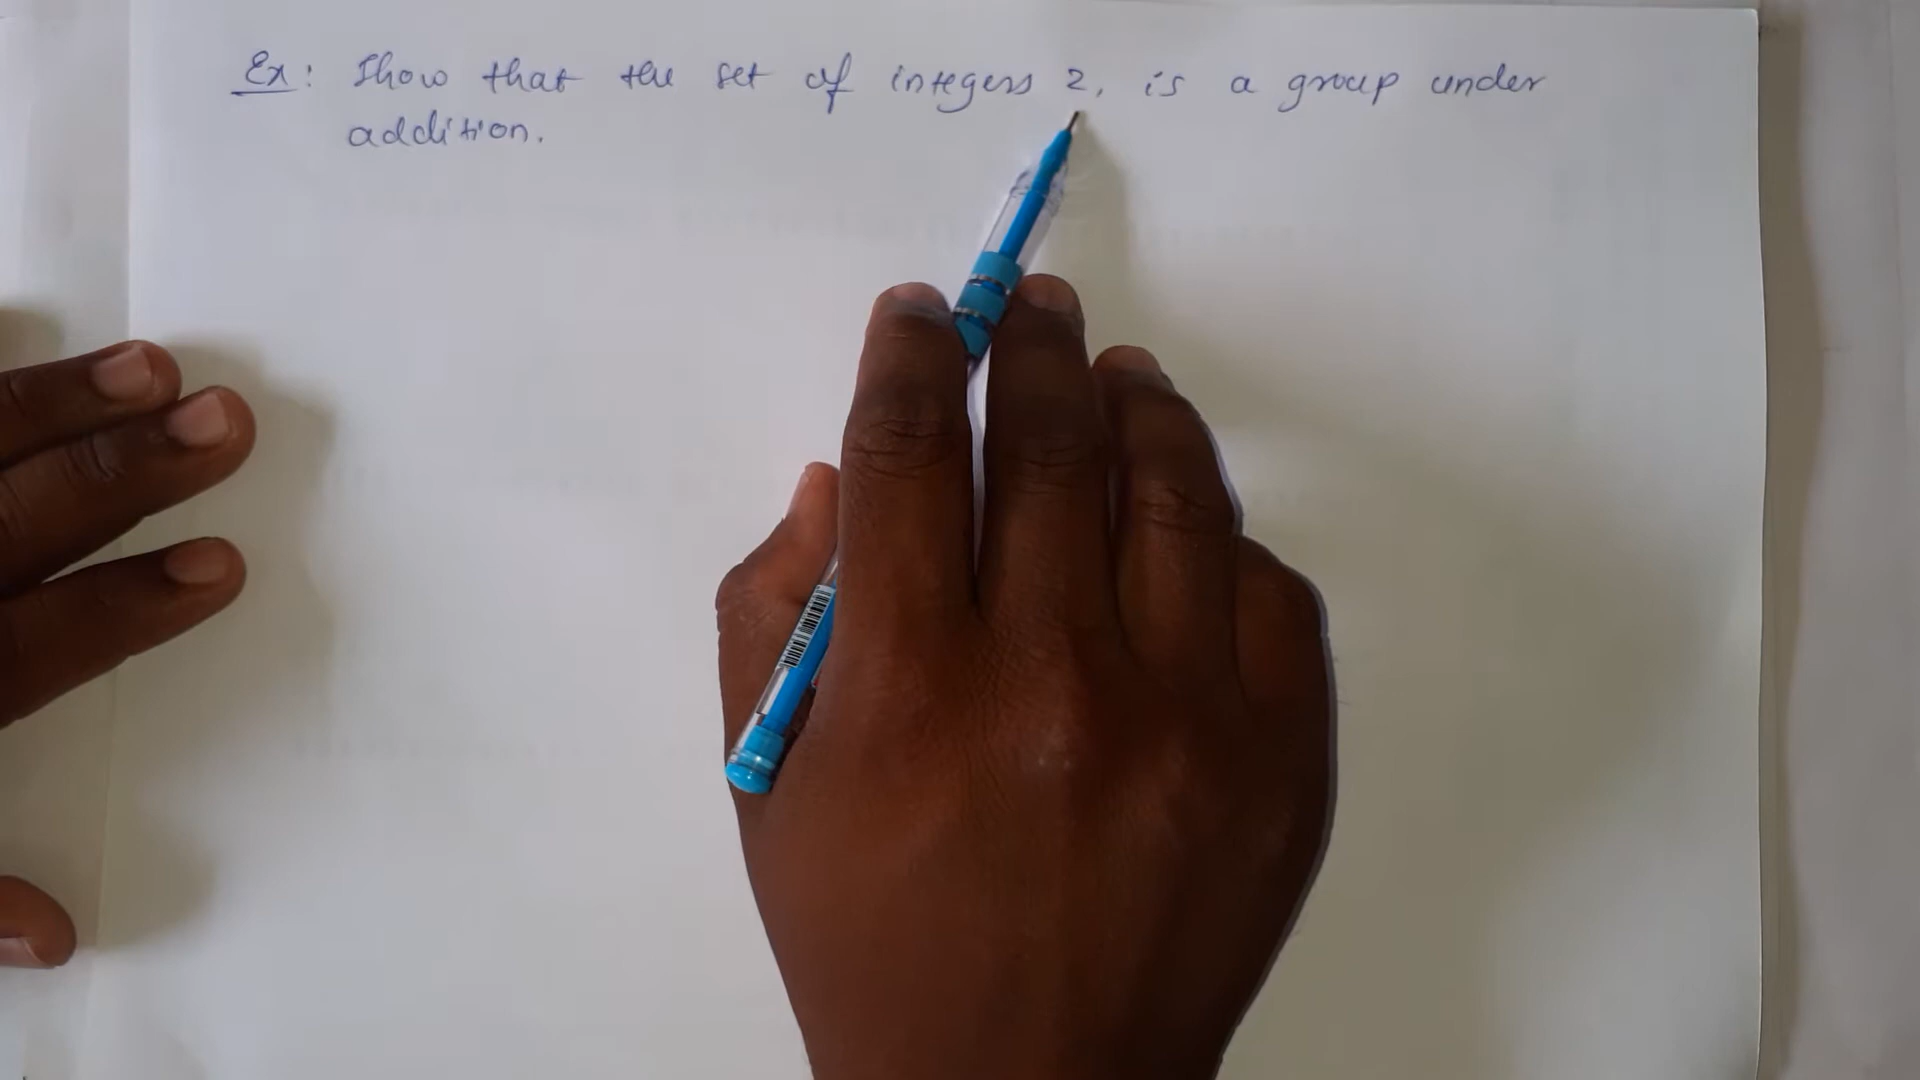 Ex: Show that the set of integers Z, is a group under
addition.